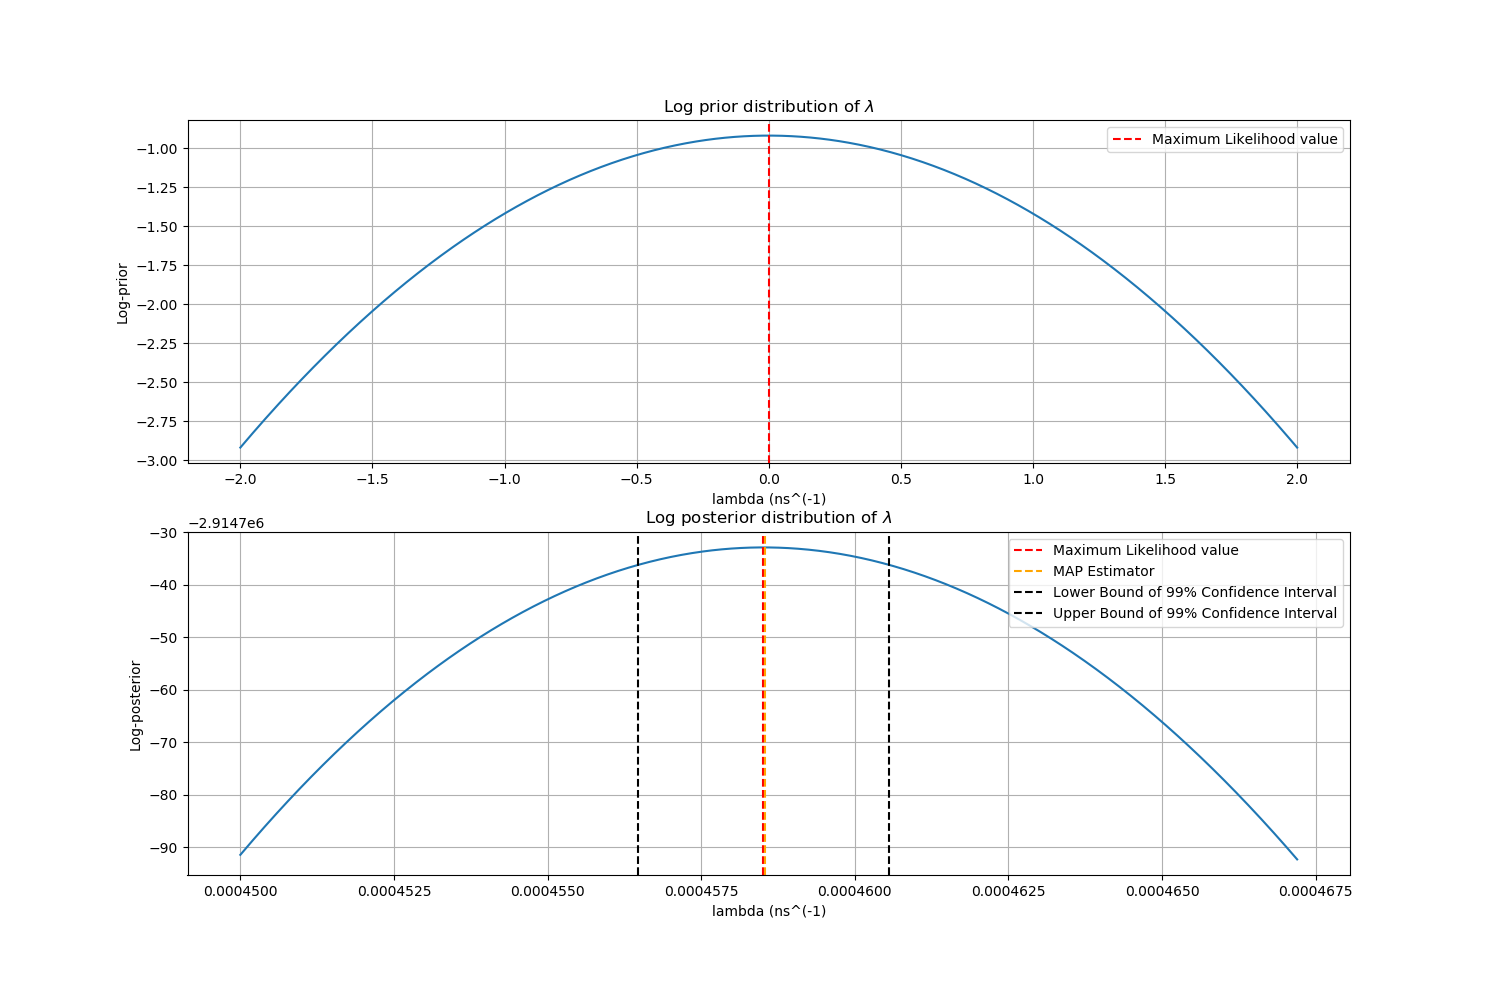 Log prior distribution of λ
Maximum Likelihood value
Log-prior
−1.00
−1.25
−1.50
−1.75
−2.00
−2.25
−2.50
−2.75
−3.00
−2.0 −1.5 −1.0 −0.5 0.0 0.5 1.0 1.5 2.0
lambda (ns^(-1)
Log posterior distribution of λ
−2.9147e6
Maximum Likelihood value
MAP Estimator
Lower Bound of 99% Confidence Interval
Upper Bound of 99% Confidence Interval
Log-posterior
−30
−40
−50
−60
−70
−80
−90
0.0004500 0.0004525 0.0004550 0.0004575 0.0004600 0.0004625 0.0004650 0.0004675
lambda (ns^(-1)